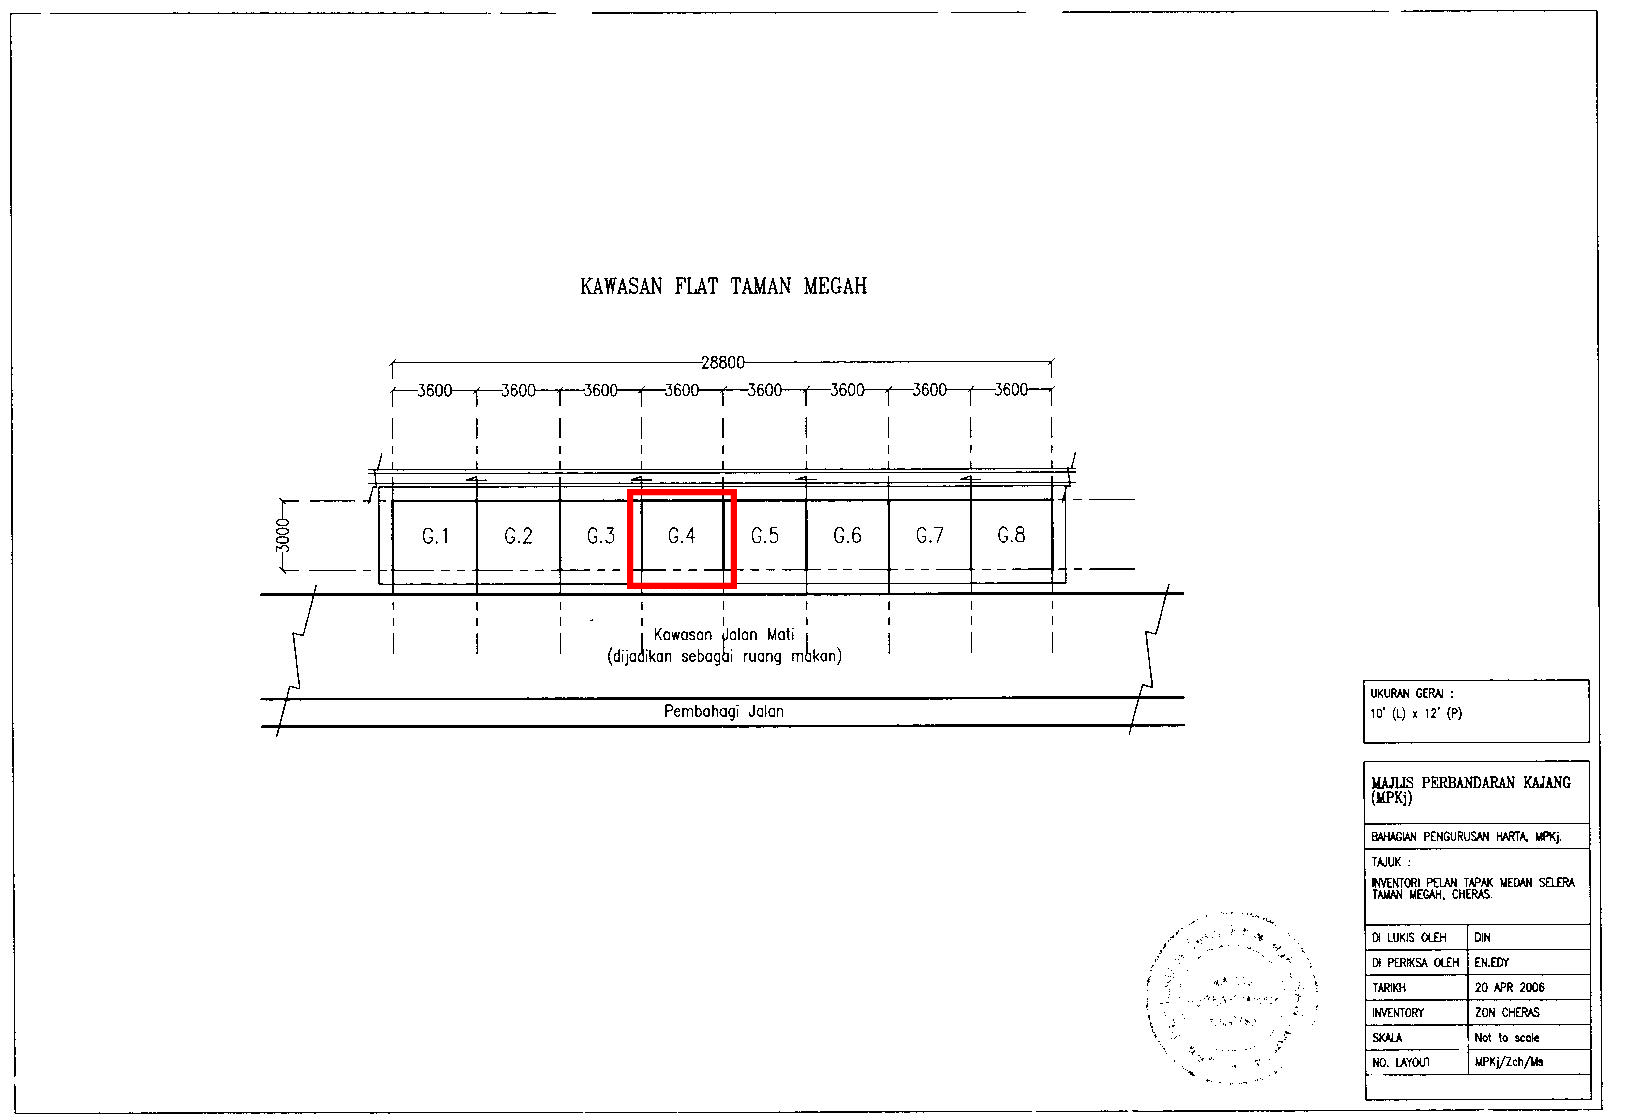 KAWASAN FLAT TAMAN MEGAH
28800
3600 3600 3600 3600 3600 3600 3600 3600
3000
G.1 G.2 G.3 G.4 G.5 G.6 G.7 G.8
Kawasan Jalan Mati
(dijadikan sebagai ruang makan)
Pembahagi Jalan
UKURAN GERAI :
10' (L) x 12' (P)
MAJLIS PERBANDARAN KAJANG
(MPKj)
BAHAGIAN PENGURUSAN HARTA, MPKj.
TAJUK :
INVENTORI PELAN TAPAK MEDAN SELERA
TAMAN MEGAH, CHERAS.
DI LUKIS OLEH DIN
DI PERIKSA OLEH EN.EDY
TARIKH 20 APR 2006
INVENTORY ZON CHERAS
SKALA Not to scale
NO. LAYOUT MPKj/Zch/Ms